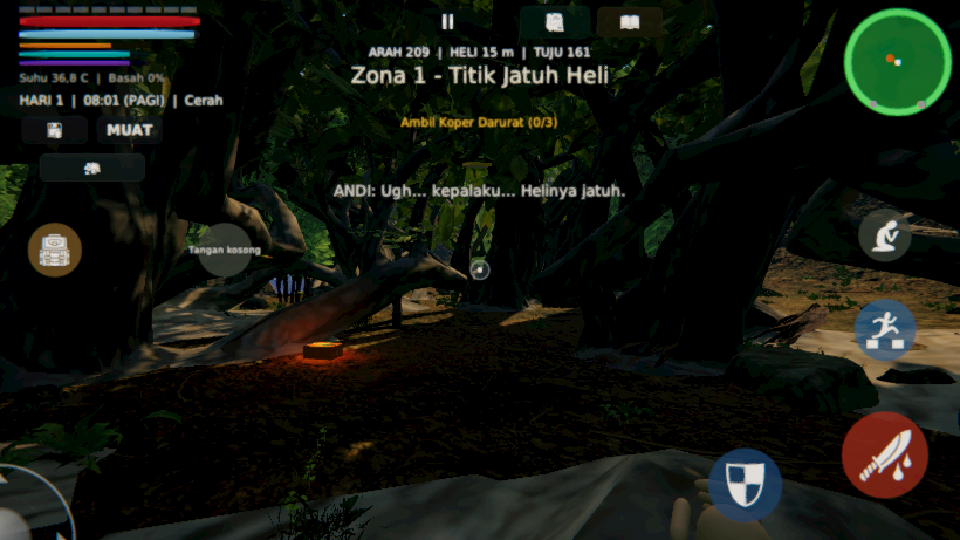 ARAH 209 | HELI 15 m | TUJU 161
Zona 1 - Titik Jatuh Heli
Suhu 36,8 C | Basah 0%
HARI 1 | 08:01 (PAGI) | Cerah
MUAT
Ambil Koper Darurat (0/3)
ANDI: Ugh... kepalaku... Helinya jatuh.
Tangan kosong